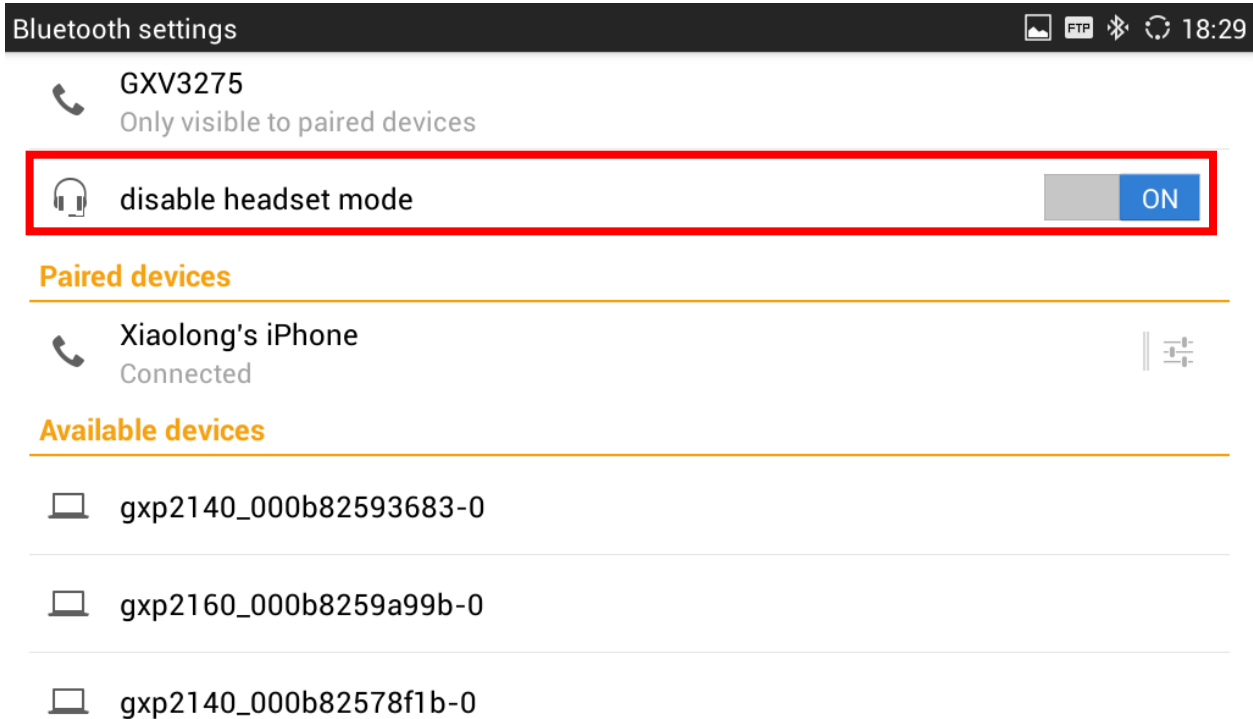 Bluetooth settings FTP 18:29
GXV3275
Only visible to paired devices
disable headset mode ON
Paired devices
Xiaolong's iPhone
Connected
Available devices
gxp2140_000b82593683-0
gxp2160_000b8259a99b-0
gxp2140_000b82578f1b-0